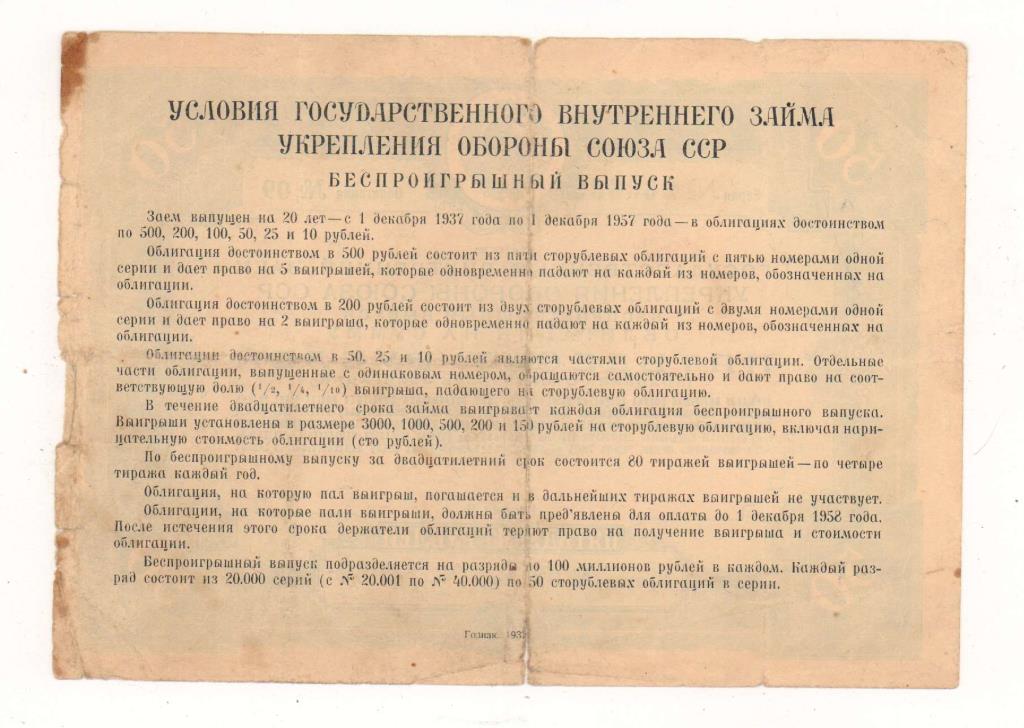 УСЛОВИЯ ГОСУДАРСТВЕННОГО ВНУТРЕННЕГО ЗАЙМА
УКРЕПЛЕНИЯ ОБОРОНЫ СОЮЗА ССР
БЕСПРОИГРЫШНЫЙ ВЫПУСК
Заем выпущен на 20 лет—с 1 декабря 1937 года по 1 декабря 1957 года—в облигациях достоинством
по 500, 200, 100, 50, 25 и 10 рублей.
Облигация достоинством в 500 рублей состоит из пяти сторублевых облигаций с пятью номерами одной
серии и дает право на 5 выигрышей, которые одновременно падают на каждый из номеров, обозначенных на
облигации.
Облигация достоинством в 200 рублей состоит из двух сторублевых облигаций с двумя номерами одной
серии и дает право на 2 выигрыша, которые одновременно падают на каждый из номеров, обозначенных на
облигации.
Облигации достоинством в 50, 25 и 10 рублей являются частями сторублевой облигации. Отдельные
части облигации, выпущенные с одинаковым номером, обращаются самостоятельно и дают право на соот-
ветствующую долю (1/2, 1/4, 1/10) выигрыша, падающего на сторублевую облигацию.
В течение двадцатилетнего срока займа выигрывает каждая облигация беспроигрышного выпуска.
Выигрыши установлены в размере 3000, 1000, 500, 200 и 150 рублей на сторублевую облигацию, включая нари-
цательную стоимость облигации (сто рублей).
По беспроигрышному выпуску за двадцатилетний срок состоится 80 тиражей выигрышей—по четыре
тиража каждый год.
Облигация, на которую пал выигрыш, погашается и в дальнейших тиражах выигрышей не участвует.
Облигации, на которые пали выигрыши, должны быть пред'явлены для оплаты до 1 декабря 1958 года.
После истечения этого срока держатели облигаций теряют право на получение выигрыша и стоимости
облигации.
Беспроигрышный выпуск подразделяется на разряды по 100 миллионов рублей в каждом. Каждый раз-
ряд состоит из 20.000 серий (с № 20.001 по № 40.000) по 50 сторублевых облигаций в серии.
Гознак.